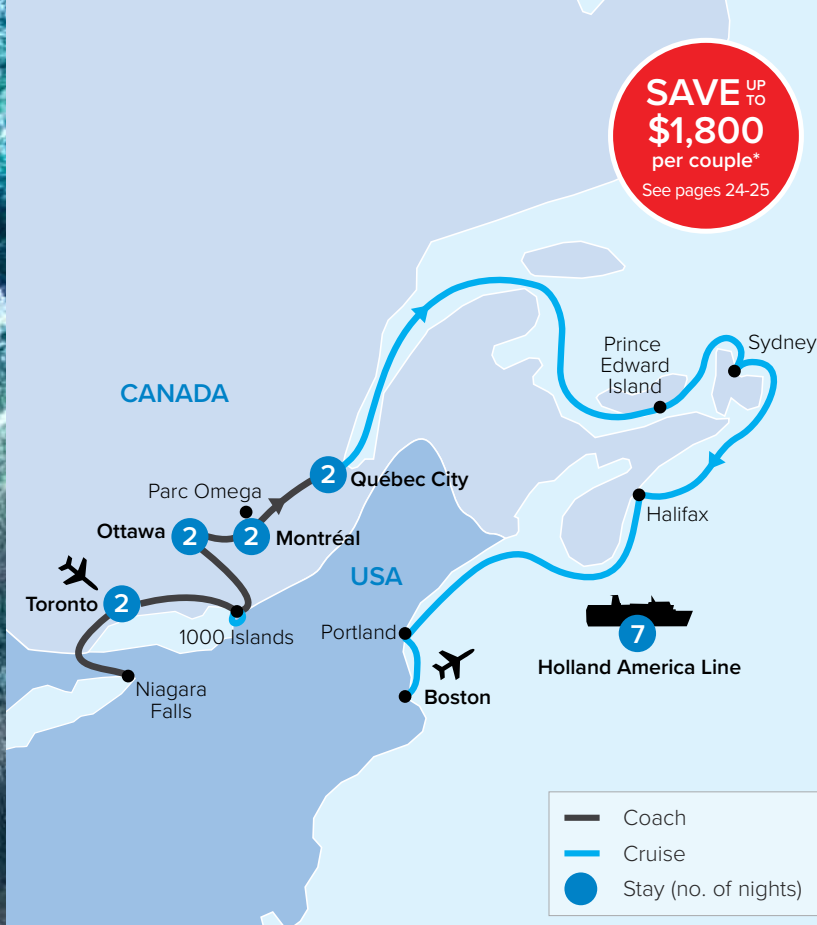 SAVE UP TO
$1,800
per couple*
See pages 24-25
Prince
Edward
Island
Sydney
CANADA
Parc Omega
2
Québec City
Ottawa
2
2
Montréal
Halifax
USA
Toronto
2
1000 Islands
Portland
7
Holland America Line
Niagara
Falls
Boston
Coach
Cruise
Stay (no. of nights)